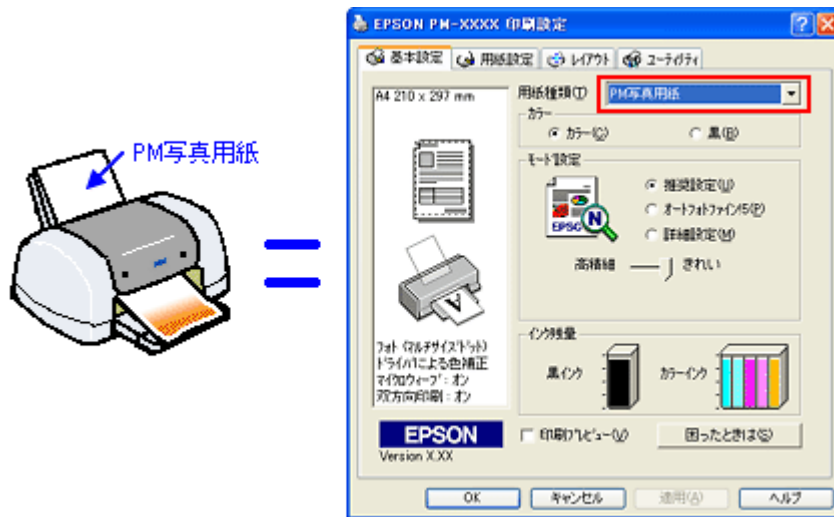 PM写真用紙
EPSON PM-XXXX 印刷設定
基本設定 用紙設定 レイアウト ユーティリティ
A4 210 x 297 mm
用紙種類(T) PM写真用紙
カラー
カラー(C) 黒(B)
モード設定
推奨設定(U)
オートフォトファイン!5(P)
詳細設定(M)
EPSC N
高精細 きれい
フォト (マルチサイズドット)
ドライバによる色補正
マイクロウィーブ : オン
双方向印刷 : オン
インク残量
黒インク カラーインク
EPSON
Version X.XX
印刷プレビュー(V) 困ったときは(S)
OK キャンセル 適用(A) ヘルプ